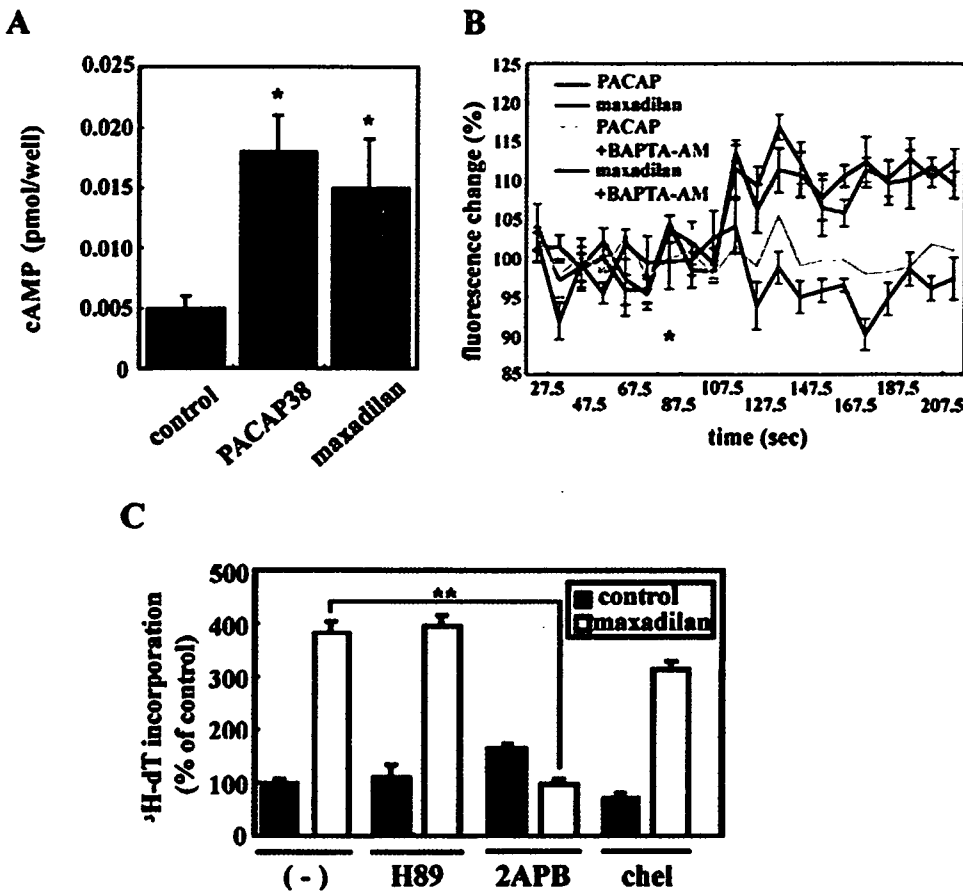 A
cAMP (pmol/well)
0.025
0.020
0.015
0.010
0.005
0
*
*
control
PACAP38
maxadilan
B
fluorescence change (%)
125
120
115
110
105
100
95
90
85
PACAP
maxadilan
PACAP
+BAPTA-AM
maxadilan
+BAPTA-AM
*
27.5 67.5 107.5 147.5 187.5
47.5 87.5 127.5 167.5 207.5
time (sec)
C
³H-dT incorporation
(% of control)
500
400
300
200
100
0
**
control
maxadilan
(-) H89 2APB chel